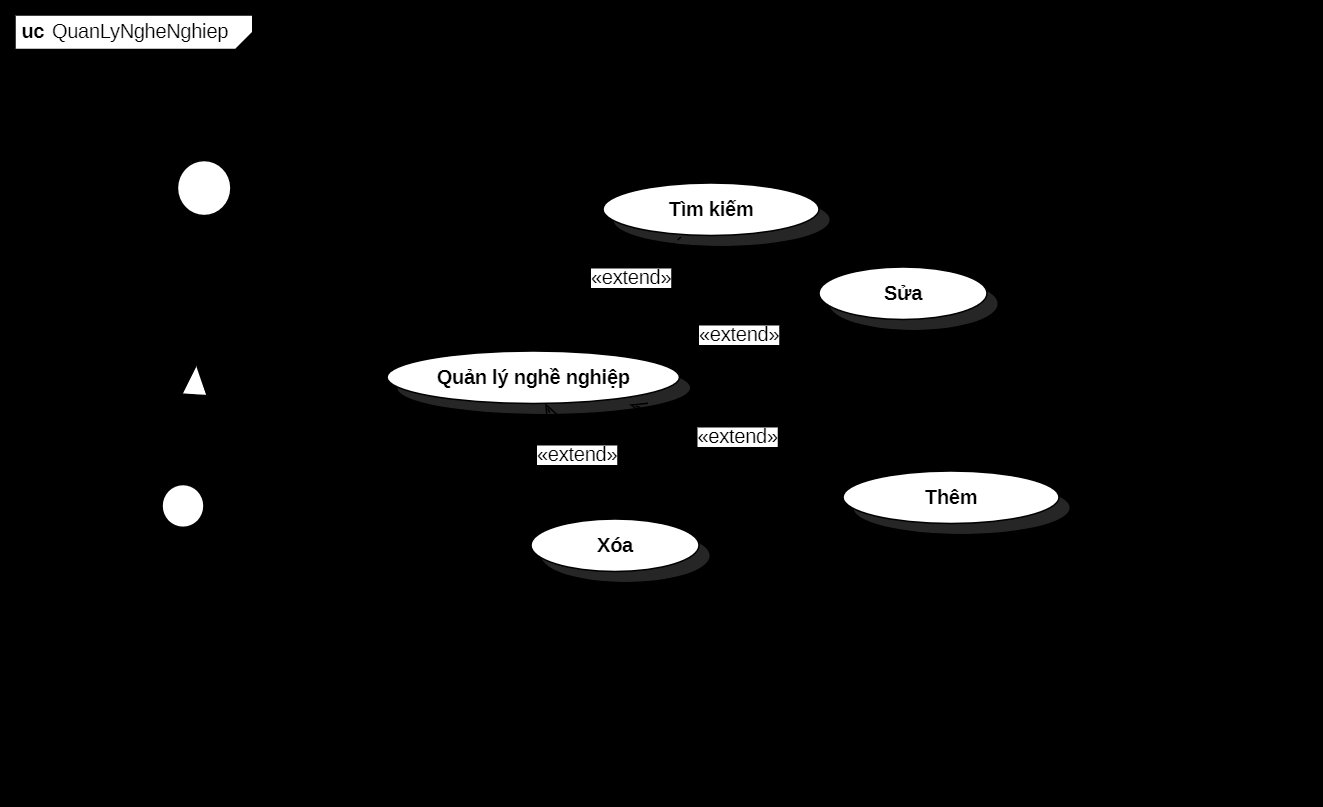 uc QuanLyNgheNghiep
Tìm kiếm
«extend»
Sửa
«extend»
Quản lý nghề nghiệp
«extend»
«extend»
Thêm
Xóa